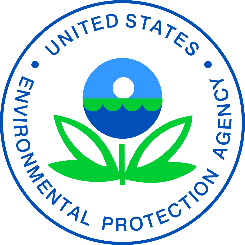 UNITED STATES
ENVIRONMENTAL PROTECTION AGENCY